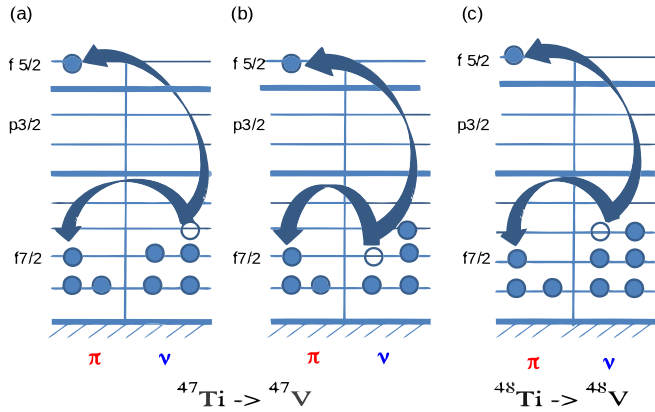 (a) (b) (c)
f 5/2 f 5/2 f 5/2
p3/2 p3/2 p3/2
f7/2 f7/2 f7/2
π ν π ν π ν
⁴⁷Ti -> ⁴⁷V ⁴⁸Ti -> ⁴⁸V